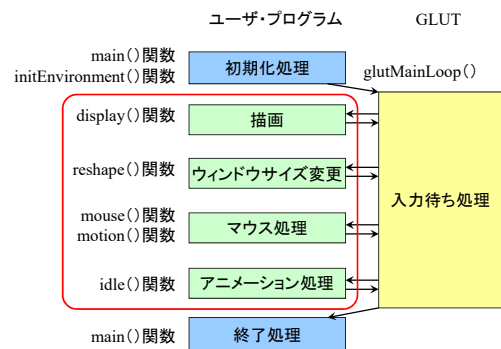 ユーザ・プログラム GLUT
main()関数
initEnvironment()関数
初期化処理
glutMainLoop()
display()関数
描画
reshape()関数
ウィンドウサイズ変更
入力待ち処理
mouse()関数
motion()関数
マウス処理
idle()関数
アニメーション処理
main()関数
終了処理